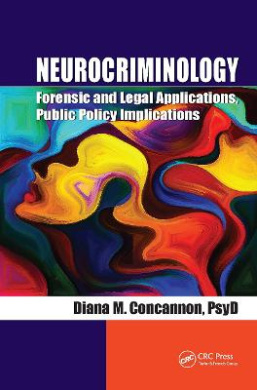 NEUROCRIMINOLOGY
Forensic and Legal Applications,
Public Policy Implications
Diana M. Concannon, PsyD
CRC Press
Taylor & Francis Group